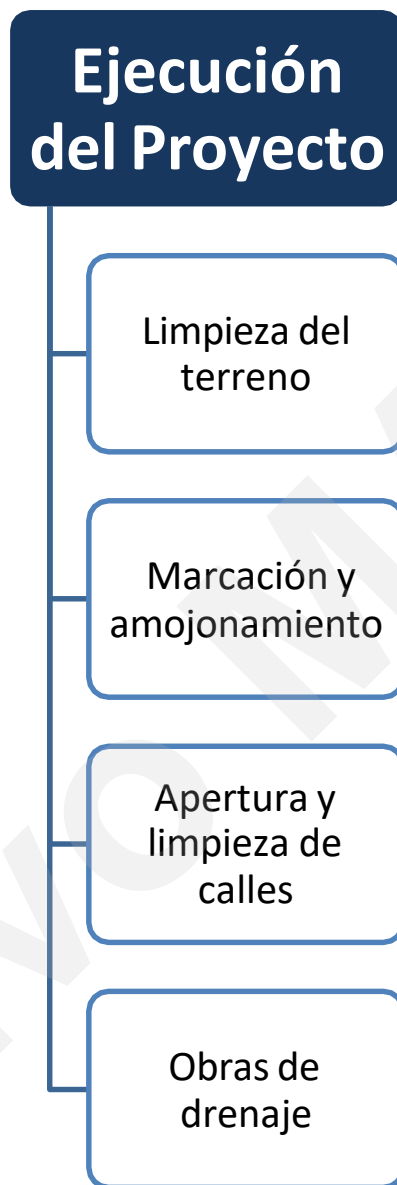 Ejecución
del Proyecto
Limpieza del
terreno
Marcación y
amojonamiento
Apertura y
limpieza de
calles
Obras de
drenaje